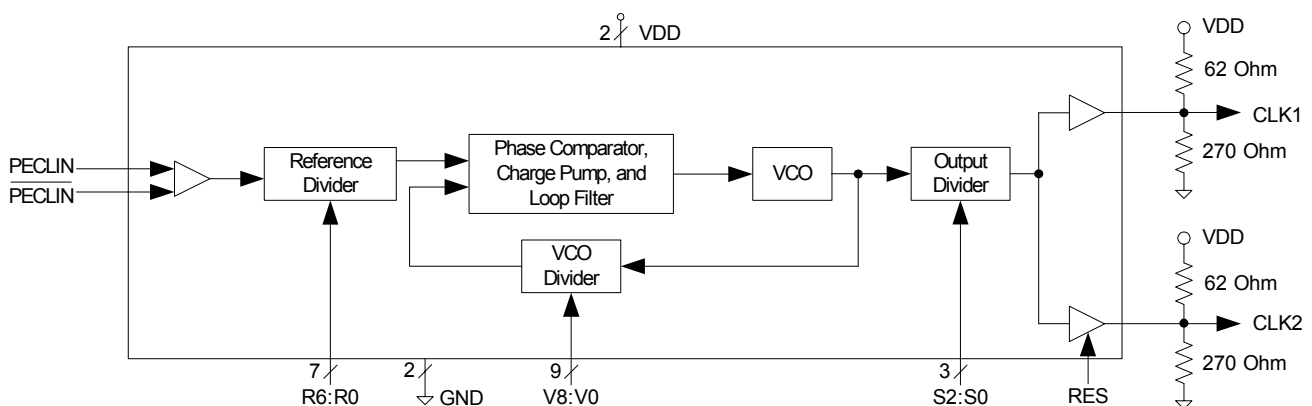 2 VDD
VDD
62 Ohm
CLK1
270 Ohm
PECLIN
PECLIN
Reference
Divider
Phase Comparator,
Charge Pump, and
Loop Filter
VCO
Output
Divider
VCO
Divider
VDD
62 Ohm
CLK2
270 Ohm
7
R6:R0
2
GND
9
V8:V0
3
S2:S0
RES